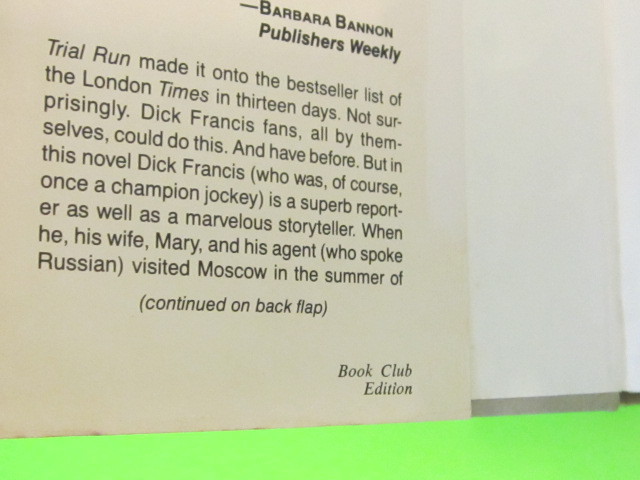 —BARBARA BANNON
Publishers Weekly
Trial Run made it onto the bestseller list of
the London Times in thirteen days. Not sur-
prisingly. Dick Francis fans, all by them-
selves, could do this. And have before. But in
this novel Dick Francis (who was, of course,
once a champion jockey) is a superb report-
er as well as a marvelous storyteller. When
he, his wife, Mary, and his agent (who spoke
Russian) visited Moscow in the summer of
(continued on back flap)
Book Club
Edition